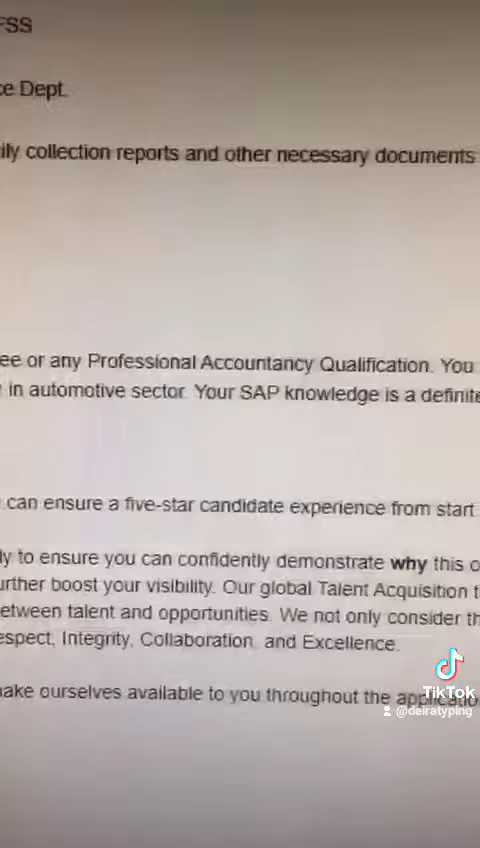 FSS
ce Dept.
ily collection reports and other necessary documents
ee or any Professional Accountancy Qualification. You
in automotive sector. Your SAP knowledge is a definite
can ensure a five-star candidate experience from start
ly to ensure you can confidently demonstrate why this o
urther boost your visibility. Our global Talent Acquisition t
etween talent and opportunities. We not only consider th
espect, Integrity, Collaboration, and Excellence.
ake ourselves available to you throughout the applicatio
TikTok
@deiratyping